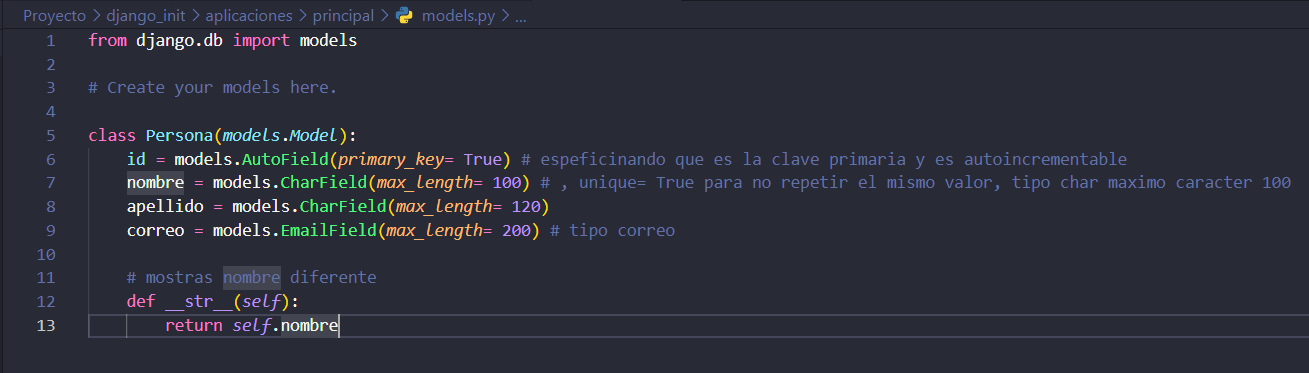 Proyecto > django_init > aplicaciones > principal > models.py > ...
1 from django.db import models
2
3 # Create your models here.
4
5 class Persona(models.Model):
6     id = models.AutoField(primary_key= True) # espeficinando que es la clave primaria y es autoincrementable
7     nombre = models.CharField(max_length= 100) # , unique= True para no repetir el mismo valor, tipo char maximo caracter 100
8     apellido = models.CharField(max_length= 120)
9     correo = models.EmailField(max_length= 200) # tipo correo
10
11     # mostras nombre diferente
12     def __str__(self):
13         return self.nombre